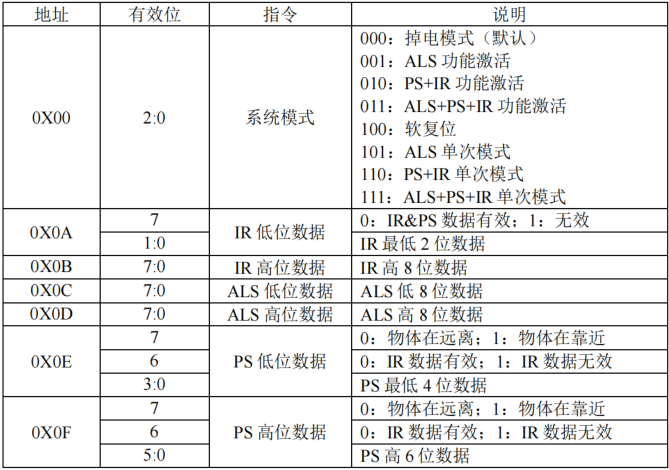 地址 有效位 指令 说明
0X00 2:0 系统模式 000：掉电模式（默认）
001：ALS 功能激活
010：PS+IR 功能激活
011：ALS+PS+IR 功能激活
100：软复位
101：ALS 单次模式
110：PS+IR 单次模式
111：ALS+PS+IR 单次模式
0X0A 7 IR 低位数据 0：IR&PS 数据有效；1：无效
1:0 IR 最低 2 位数据
0X0B 7:0 IR 高位数据 IR 高 8 位数据
0X0C 7:0 ALS 低位数据 ALS 低 8 位数据
0X0D 7:0 ALS 高位数据 ALS 高 8 位数据
0X0E 7 PS 低位数据 0：物体在远离；1：物体在靠近
6 0：IR 数据有效；1：IR 数据无效
3:0 PS 最低 4 位数据
0X0F 7 PS 高位数据 0：物体在远离；1：物体在靠近
6 0：IR 数据有效；1：IR 数据无效
5:0 PS 高 6 位数据